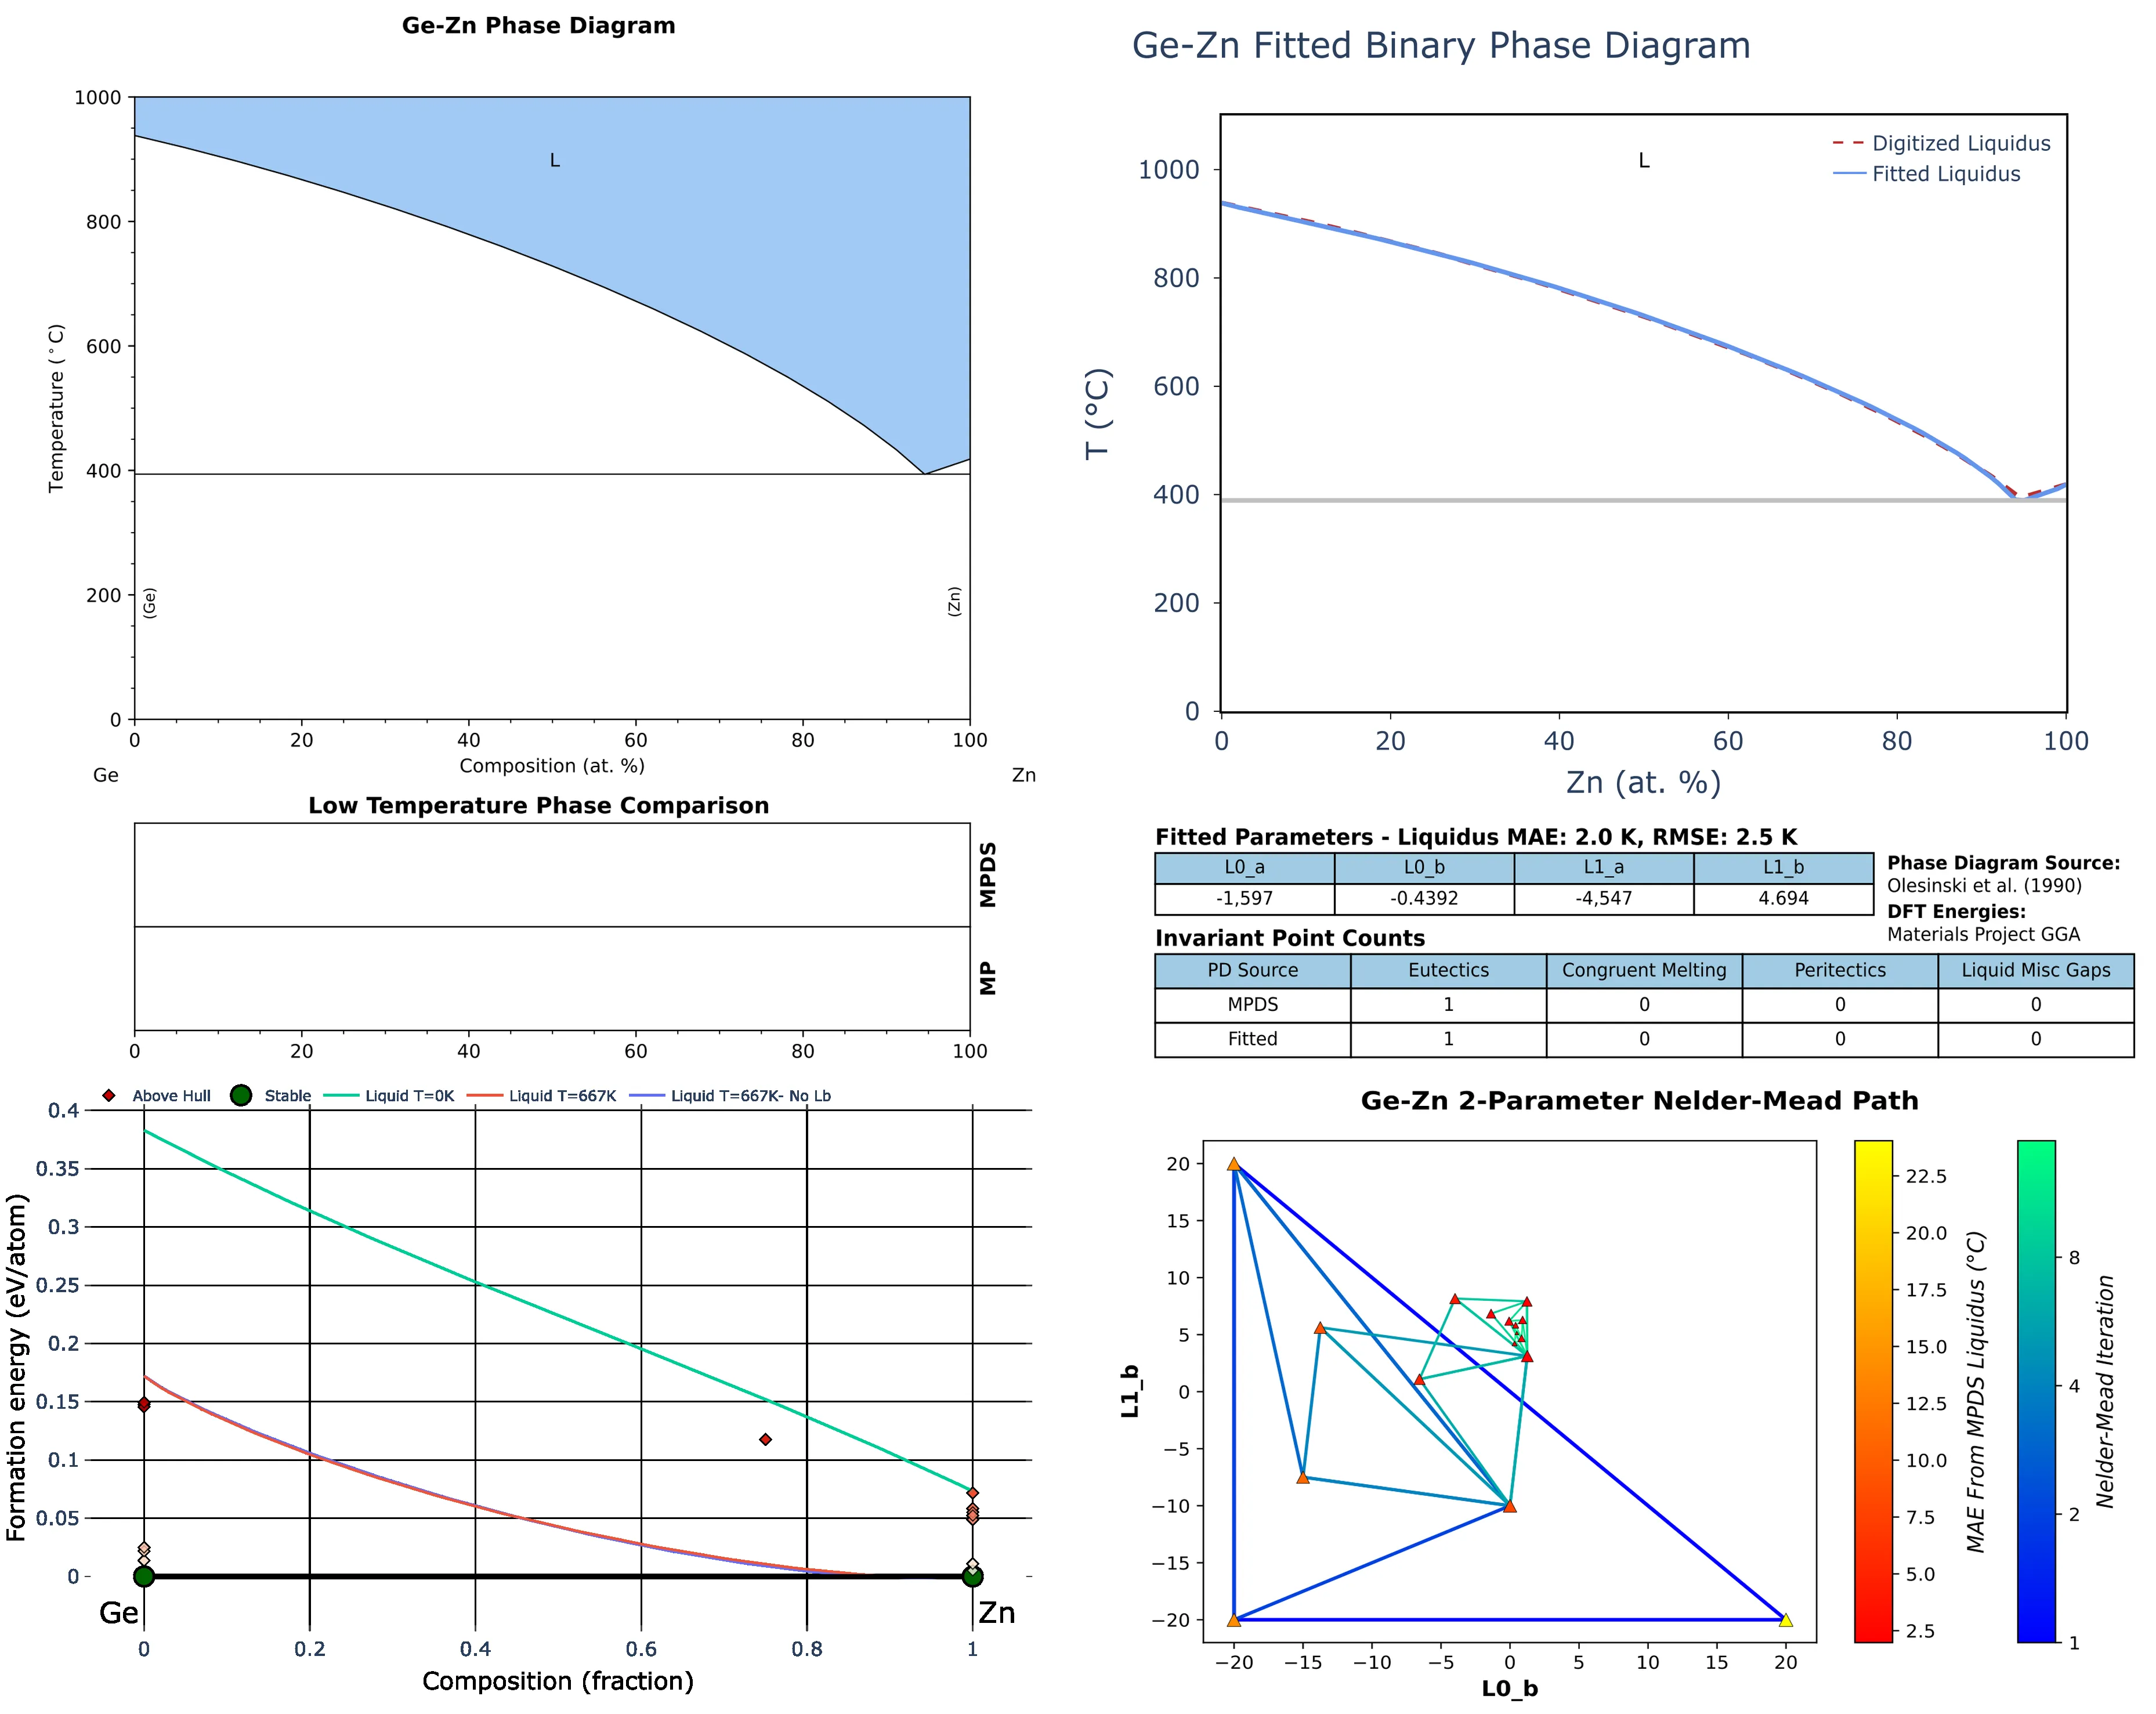 Ge-Zn Phase Diagram
1000
800
600
400
200
0
Temperature (°C)
L
(Ge)
(Zn)
0 20 40 60 80 100
Composition (at. %)
Ge Zn
Ge-Zn Fitted Binary Phase Diagram
L
Digitized Liquidus
Fitted Liquidus
1000
800
600
400
200
0
T (°C)
0 20 40 60 80 100
Zn (at. %)
Low Temperature Phase Comparison
MPDS
MP
0 20 40 60 80 100
Fitted Parameters - Liquidus MAE: 2.0 K, RMSE: 2.5 K
L0_a L0_b L1_a L1_b
-1,597 -0.4392 -4,547 4.694
Phase Diagram Source:
Olesinski et al. (1990)
DFT Energies:
Materials Project GGA
Invariant Point Counts
PD Source Eutectics Congruent Melting Peritectics Liquid Misc Gaps
MPDS 1 0 0 0
Fitted 1 0 0 0
Above Hull Stable Liquid T=0K Liquid T=667K Liquid T=667K- No Lb
0.4
0.35
0.3
0.25
0.2
0.15
0.1
0.05
0
Formation energy (eV/atom)
Ge Zn
0 0.2 0.4 0.6 0.8 1
Composition (fraction)
Ge-Zn 2-Parameter Nelder-Mead Path
20
15
10
5
0
−5
−10
−15
−20
L1_b
−20 −15 −10 −5 0 5 10 15 20
L0_b
22.5
20.0
17.5
15.0
12.5
10.0
7.5
5.0
2.5
MAE From MPDS Liquidus (°C)
8
4
2
1
Nelder-Mead Iteration